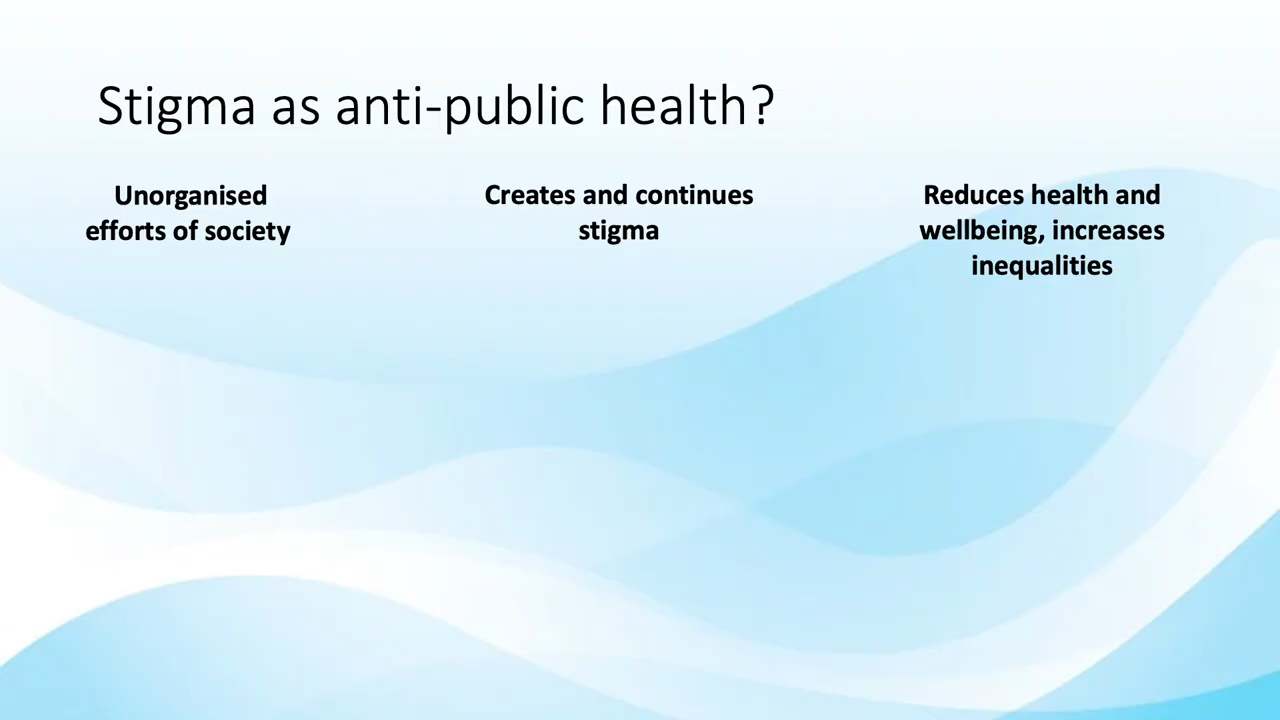 Stigma as anti-public health?
Unorganised
efforts of society
Creates and continues
stigma
Reduces health and
wellbeing, increases
inequalities